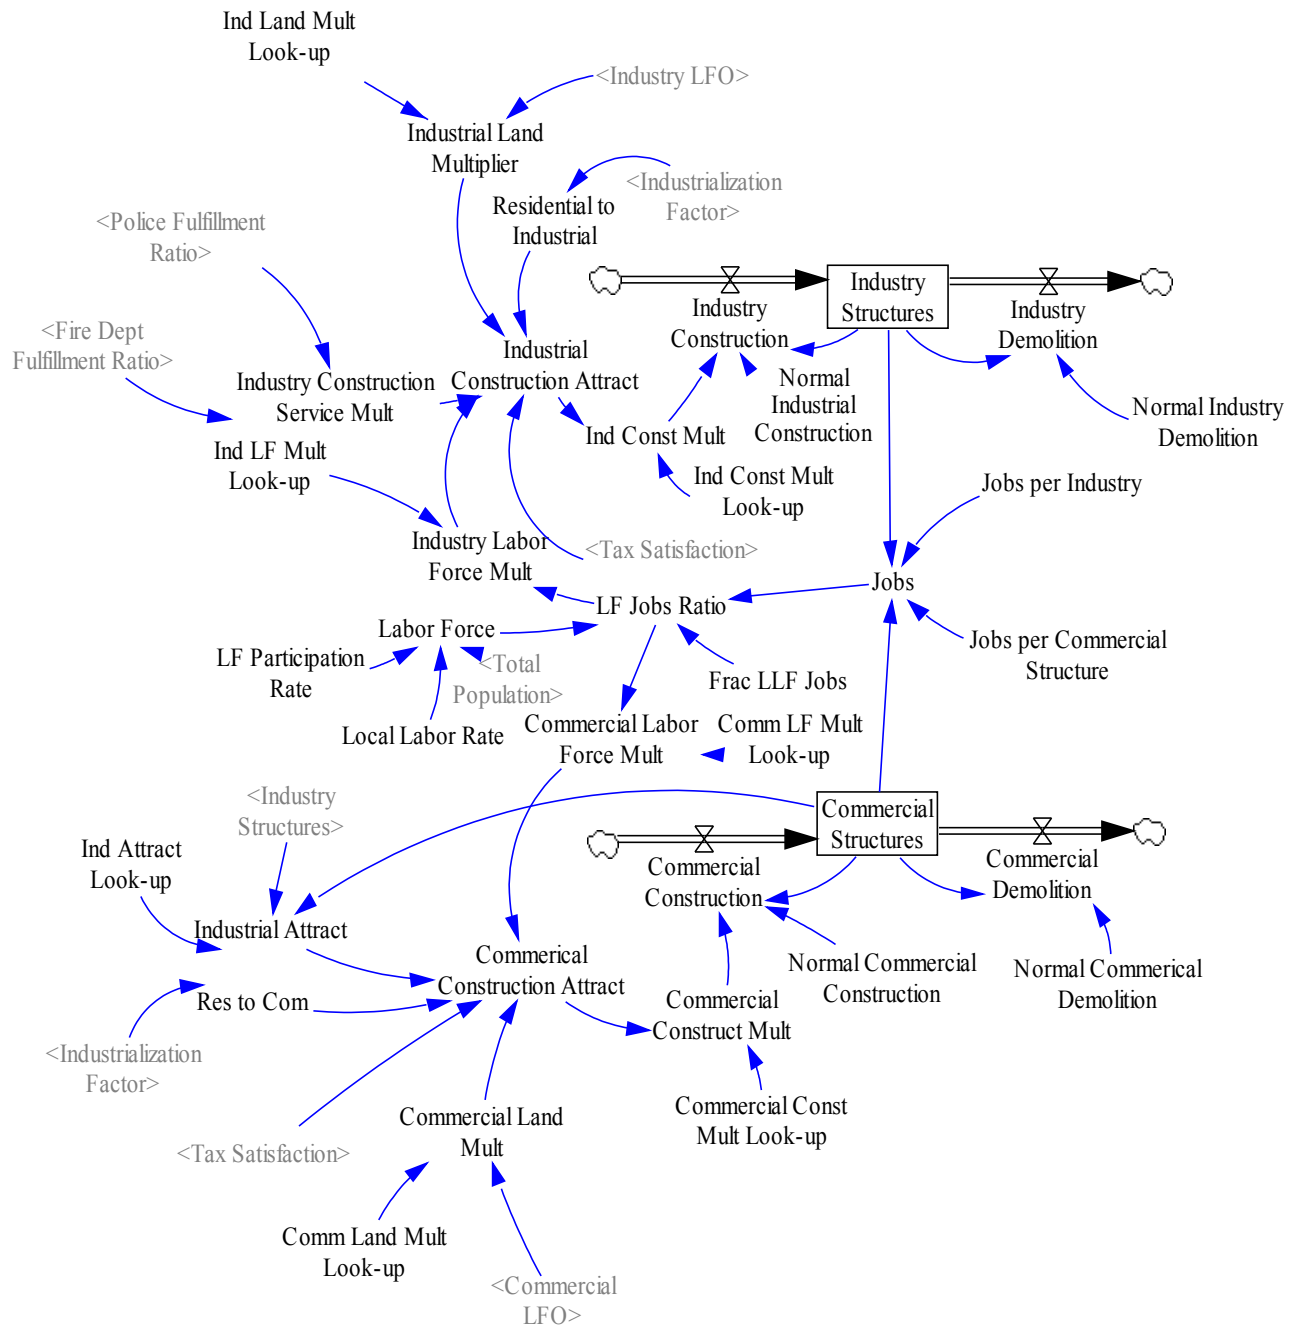 Ind Land Mult
Look-up
<Industry LFO>
Industrial Land
Multiplier
<Industrialization
Factor>
Residential to
Industrial
<Police Fulfillment
Ratio>
Industry
Structures
Industry
Construction
Industry
Demolition
<Fire Dept
Fulfillment Ratio>
Industrial
Construction Attract
Industry Construction
Service Mult
Normal
Industrial
Construction
Normal Industry
Demolition
Ind Const Mult
Ind LF Mult
Look-up
Ind Const Mult
Look-up
Jobs per Industry
Industry Labor
Force Mult
<Tax Satisfaction>
Jobs
LF Jobs Ratio
Labor Force
Jobs per Commercial
Structure
LF Participation
Rate
<Total
Population>
Frac LLF Jobs
Local Labor Rate
Commercial Labor
Force Mult
Comm LF Mult
Look-up
<Industry
Structures>
Commercial
Structures
Ind Attract
Look-up
Commercial
Construction
Commercial
Demolition
Industrial Attract
Commerical
Construction Attract
Normal Commercial
Construction
Normal Commerical
Demolition
Res to Com
Commercial
Construct Mult
<Industrialization
Factor>
Commercial Const
Mult Look-up
Commercial Land
Mult
<Tax Satisfaction>
Comm Land Mult
Look-up
<Commercial
LFO>